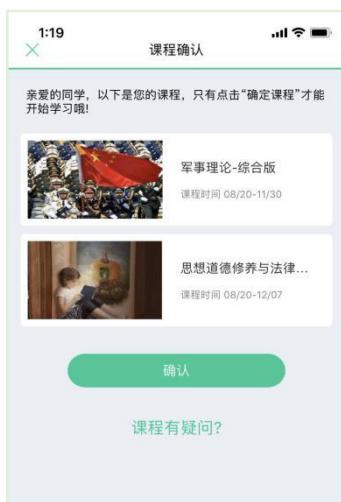 1:19
课程确认
亲爱的同学，以下是您的课程，只有点击“确定课程”才能
开始学习哦!
军事理论-综合版
课程时间 08/20-11/30
思想道德修养与法律...
课程时间 08/20-12/07
确认
课程有疑问?